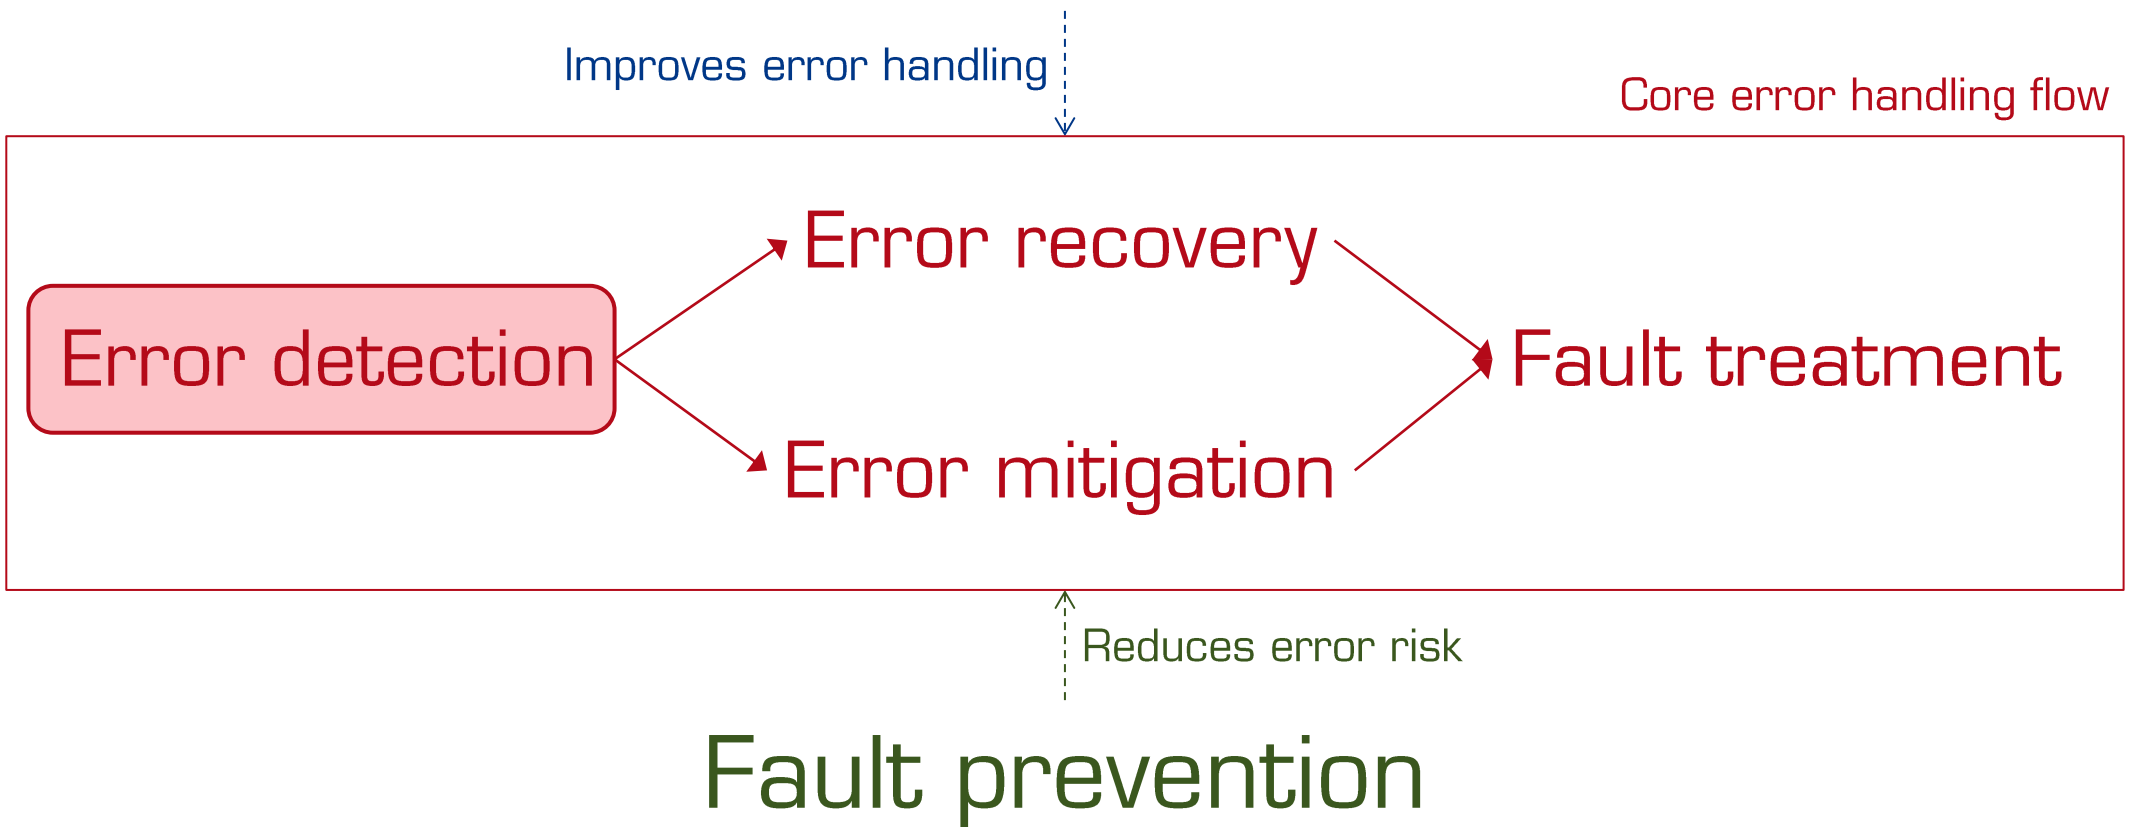 Improves error handling
Core error handling flow
Error recovery
Error detection
Fault treatment
Error mitigation
Reduces error risk
Fault prevention